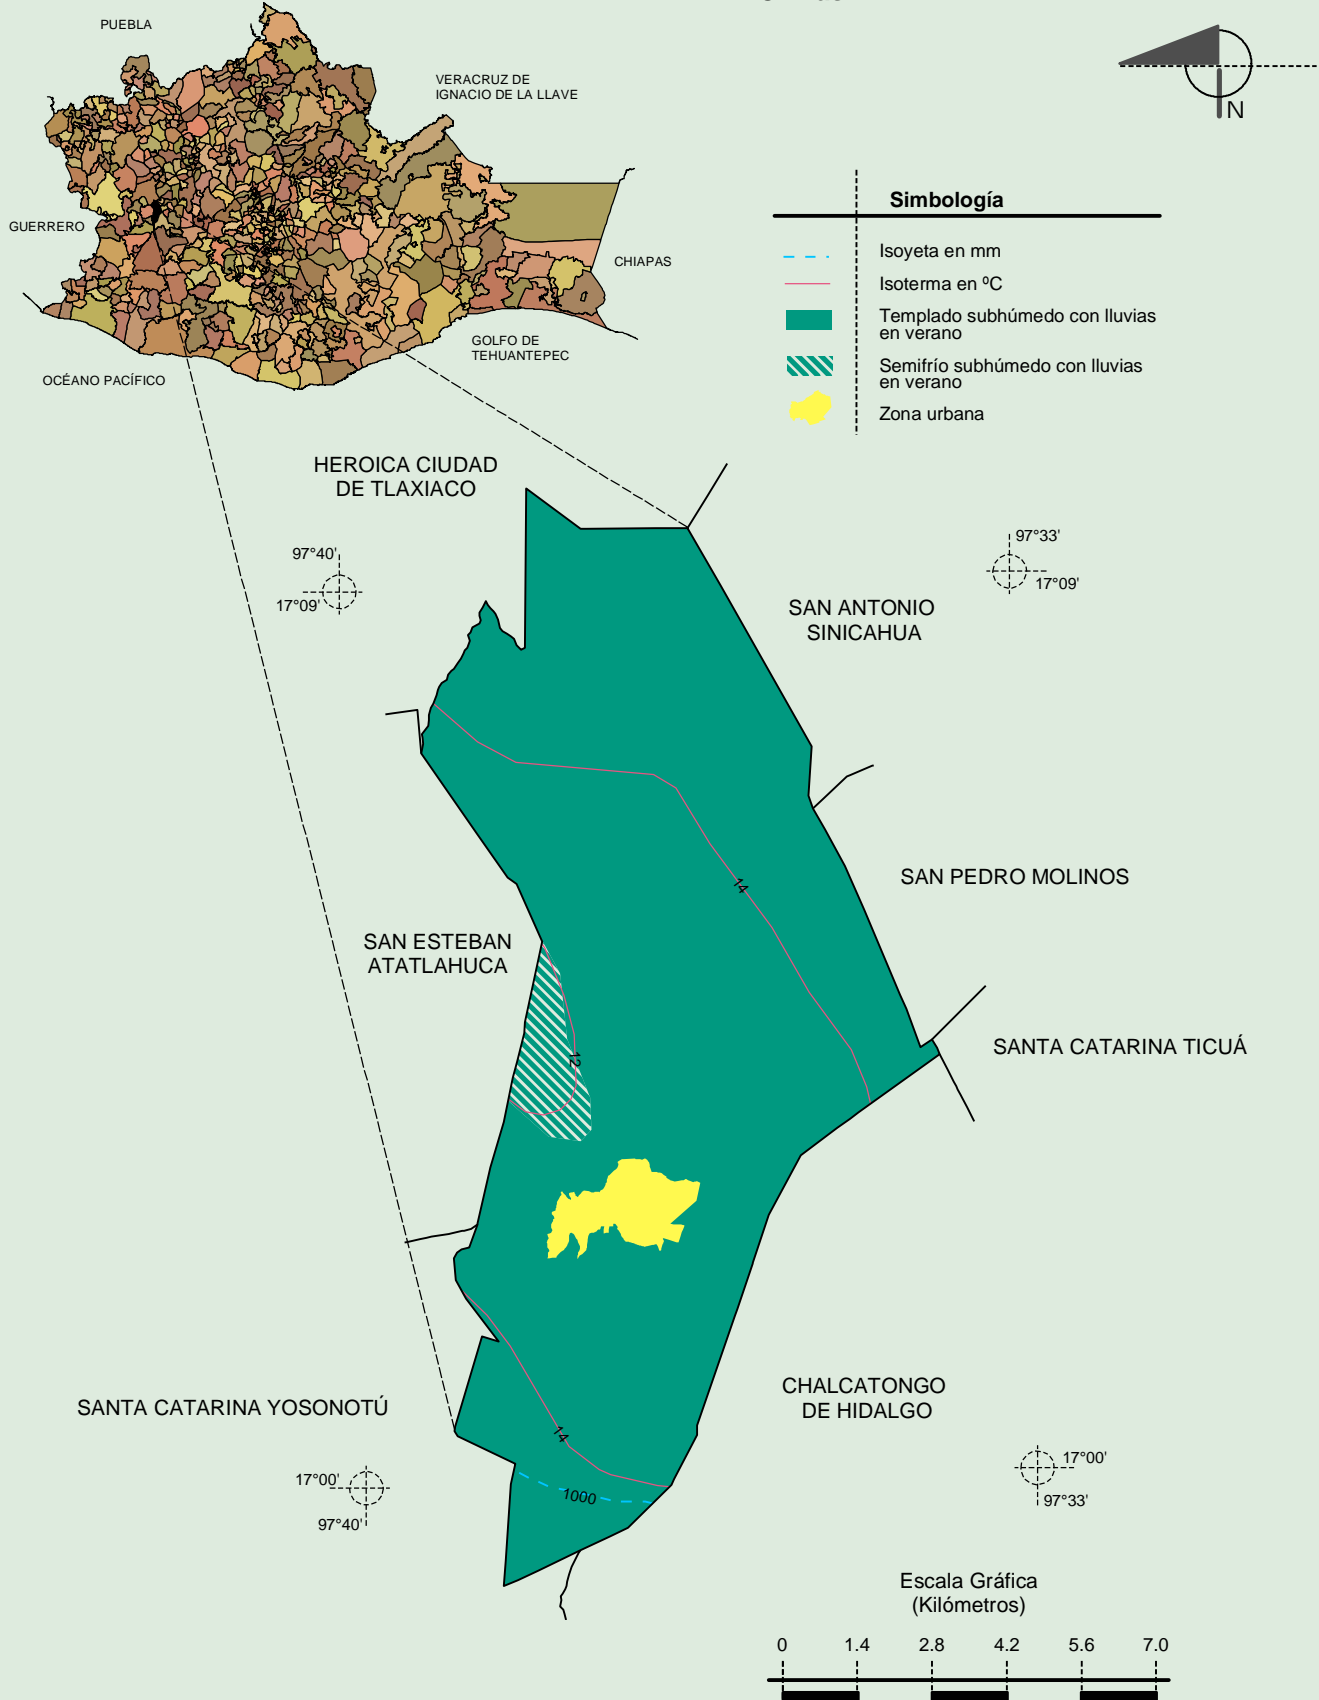 PUEBLA
VERACRUZ DE
IGNACIO DE LA LLAVE
N
GUERRERO
CHIAPAS
GOLFO DE
TEHUANTEPEC
OCÉANO PACÍFICO
Simbología
Isoyeta en mm
Isoterma en ºC
Templado subhúmedo con lluvias
en verano
Semifrío subhúmedo con lluvias
en verano
Zona urbana
HEROICA CIUDAD
DE TLAXIACO
97°40'
17°09'
97°33'
17°09'
SAN ANTONIO
SINICAHUA
14
SAN PEDRO MOLINOS
SAN ESTEBAN
ATATLAHUCA
12
SANTA CATARINA TICUÁ
CHALCATONGO
DE HIDALGO
SANTA CATARINA YOSONOTÚ
14
17°00'
97°40'
1000
17°00'
97°33'
Escala Gráfica
(Kilómetros)
0 1.4 2.8 4.2 5.6 7.0